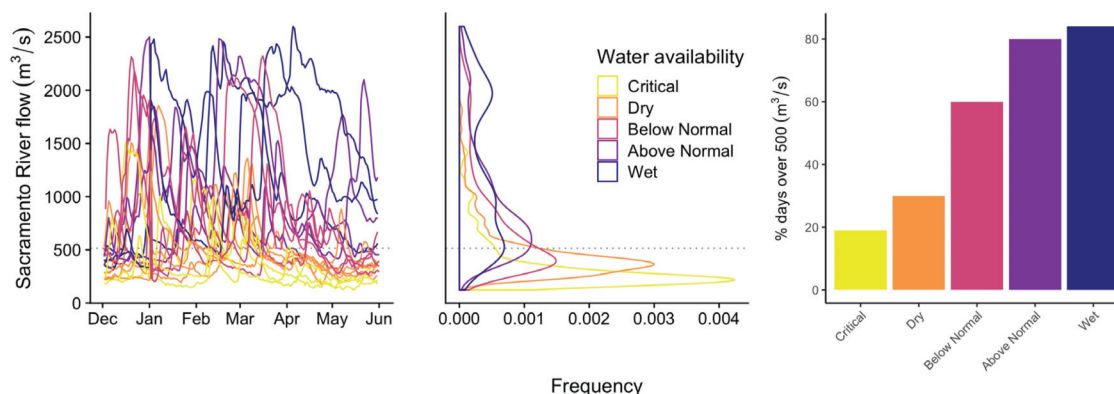 Sacramento River flow (m³/s)
2500
2000
1500
1000
500
0
Dec Jan Feb Mar Apr May Jun
Water availability
Critical
Dry
Below Normal
Above Normal
Wet
0.000 0.001 0.002 0.003 0.004
Frequency
% days over 500 (m³/s)
80
60
40
20
0
Critical
Dry
Below Normal
Above Normal
Wet